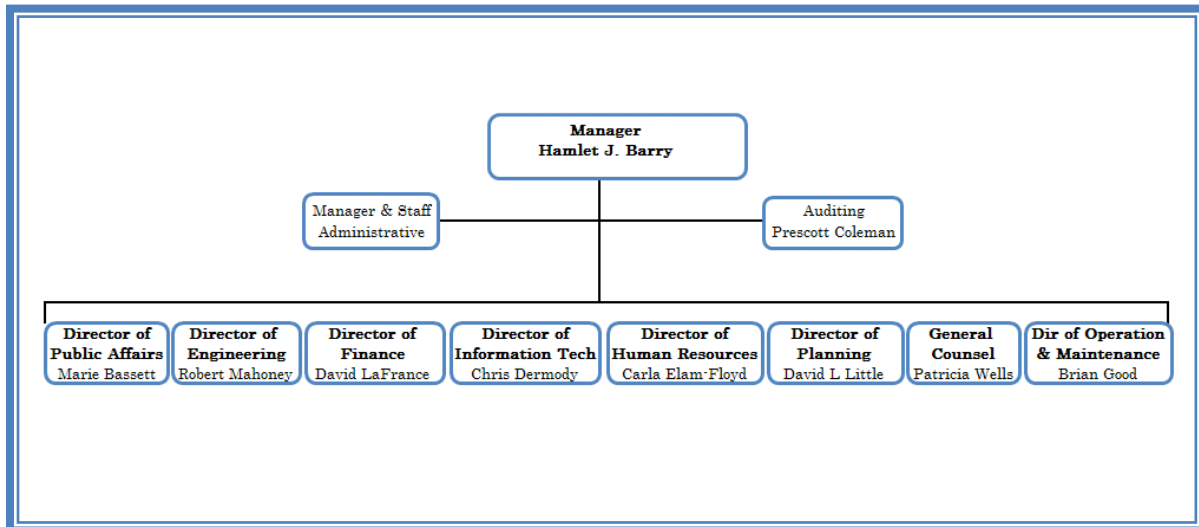 Manager
Hamlet J. Barry
Manager & Staff
Administrative
Auditing
Prescott Coleman
Director of
Public Affairs
Marie Bassett
Director of
Engineering
Robert Mahoney
Director of
Finance
David LaFrance
Director of
Information Tech
Chris Dermody
Director of
Human Resources
Carla Elam-Floyd
Director of
Planning
David L Little
General
Counsel
Patricia Wells
Dir of Operation
& Maintenance
Brian Good